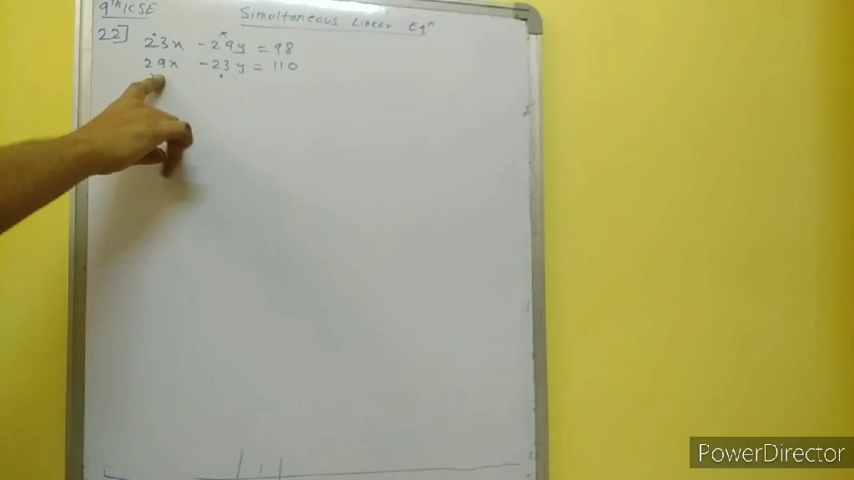 9th ICSE
Simultaneous Linear Eqn
22] 23x - 29y = 98
29x - 23y = 110
PowerDirector